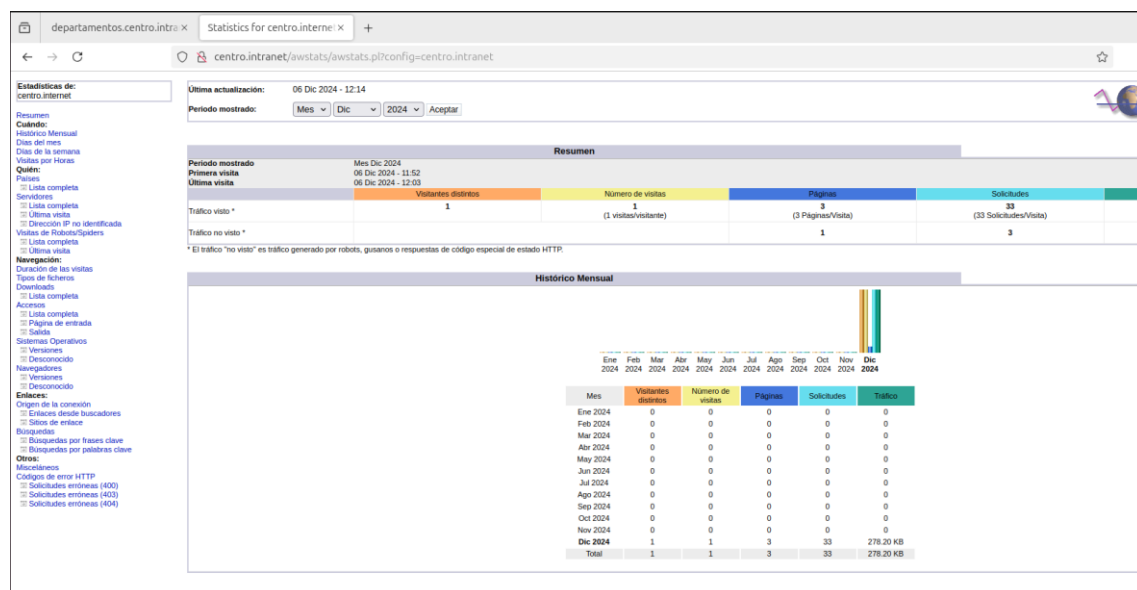 departamentos.centro.intra
Statistics for centro.internet
centro.intranet/awstats/awstats.pl?config=centro.intranet
Estadísticas de:
centro.internet
Resumen
Cuándo:
Histórico Mensual
Días del mes
Días de la semana
Visitas por Horas
Quién:
Países
Lista completa
Servidores
Lista completa
Última visita
Dirección IP no identificada
Visitas de Robots/Spiders
Lista completa
Última visita
Navegación:
Duración de las visitas
Tipos de ficheros
Downloads
Lista completa
Accesos
Lista completa
Página de entrada
Salida
Sistemas Operativos
Versiones
Desconocido
Navegadores
Versiones
Desconocido
Enlaces:
Origen de la conexión
Enlaces desde buscadores
Sitios de enlace
Búsquedas
Búsquedas por frases clave
Búsquedas por palabras clave
Otros:
Misceláneos
Códigos de error HTTP
Solicitudes erróneas (400)
Solicitudes erróneas (403)
Solicitudes erróneas (404)
Última actualización: 06 Dic 2024 - 12:14
Periodo mostrado: Mes Dic 2024 Aceptar
Resumen
Periodo mostrado Mes Dic 2024
Primera visita 06 Dic 2024 - 11:52
Última visita 06 Dic 2024 - 12:03
Visitantes distintos Número de visitas Páginas Solicitudes
Tráfico visto * 1 1 3 33
(1 visitas/visitante) (3 Páginas/Visita) (33 Solicitudes/Visita)
Tráfico no visto * 1 3
* El tráfico "no visto" es tráfico generado por robots, gusanos o respuestas de código especial de estado HTTP.
Histórico Mensual
Ene Feb Mar Abr May Jun Jul Ago Sep Oct Nov Dic
2024 2024 2024 2024 2024 2024 2024 2024 2024 2024 2024 2024
Mes Visitantes distintos Número de visitas Páginas Solicitudes Tráfico
Ene 2024 0 0 0 0 0
Feb 2024 0 0 0 0 0
Mar 2024 0 0 0 0 0
Abr 2024 0 0 0 0 0
May 2024 0 0 0 0 0
Jun 2024 0 0 0 0 0
Jul 2024 0 0 0 0 0
Ago 2024 0 0 0 0 0
Sep 2024 0 0 0 0 0
Oct 2024 0 0 0 0 0
Nov 2024 0 0 0 0 0
Dic 2024 1 1 3 33 278.20 KB
Total 1 1 3 33 278.20 KB